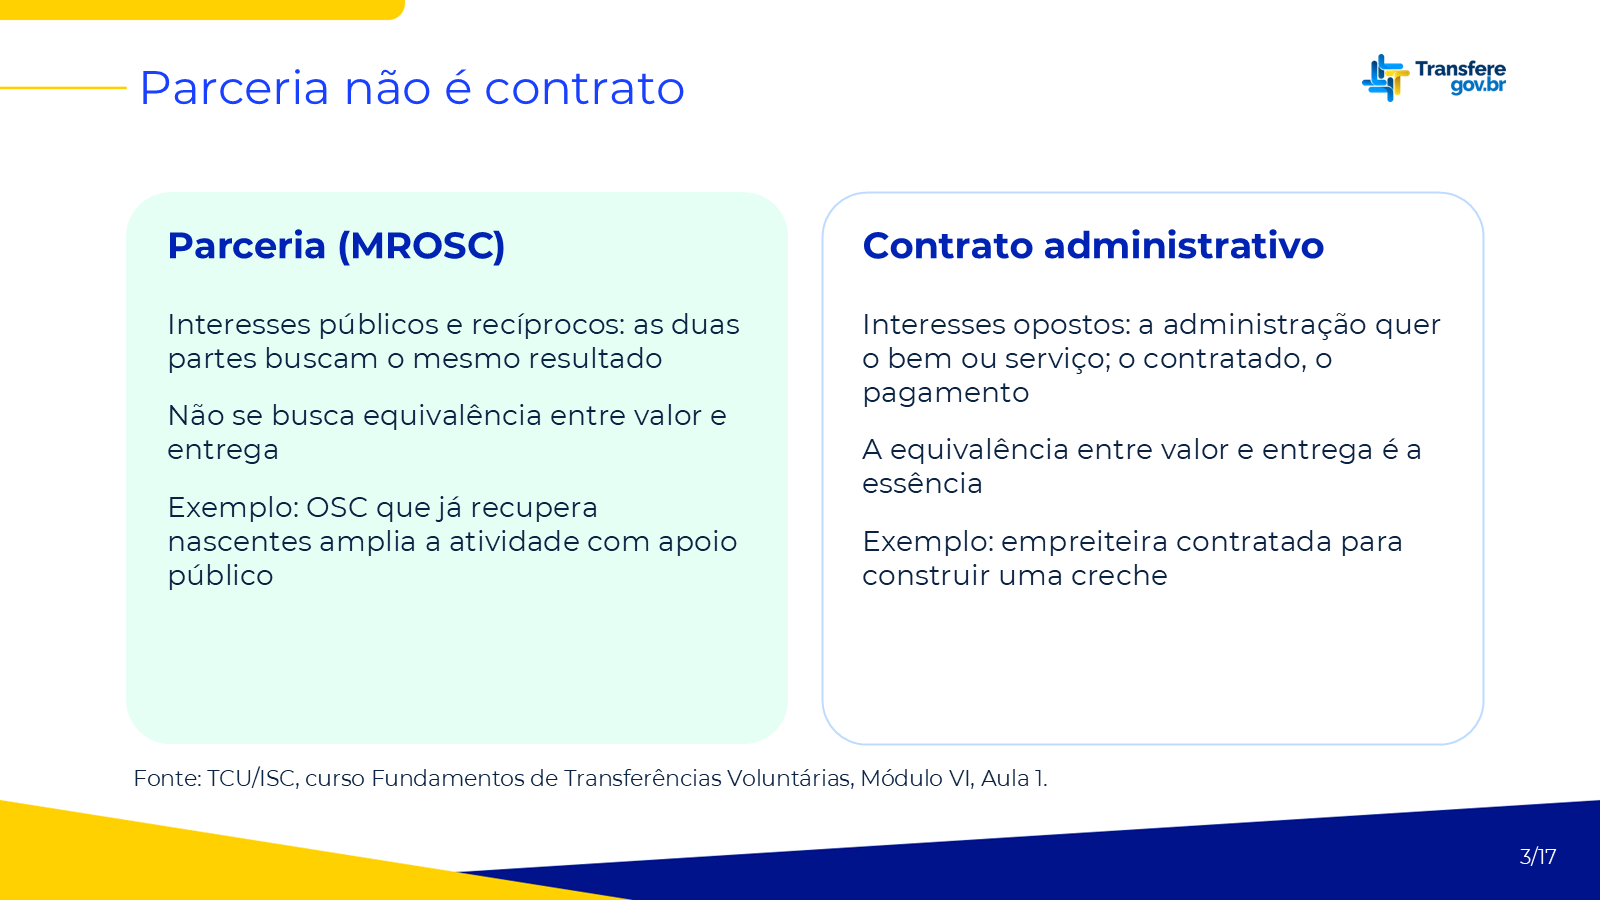 Parceria não é contrato
Transfere
gov.br
Parceria (MROSC)
Interesses públicos e recíprocos: as duas
partes buscam o mesmo resultado
Não se busca equivalência entre valor e
entrega
Exemplo: OSC que já recupera
nascentes amplia a atividade com apoio
público
Contrato administrativo
Interesses opostos: a administração quer
o bem ou serviço; o contratado, o
pagamento
A equivalência entre valor e entrega é a
essência
Exemplo: empreiteira contratada para
construir uma creche
Fonte: TCU/ISC, curso Fundamentos de Transferências Voluntárias, Módulo VI, Aula 1.
3/17